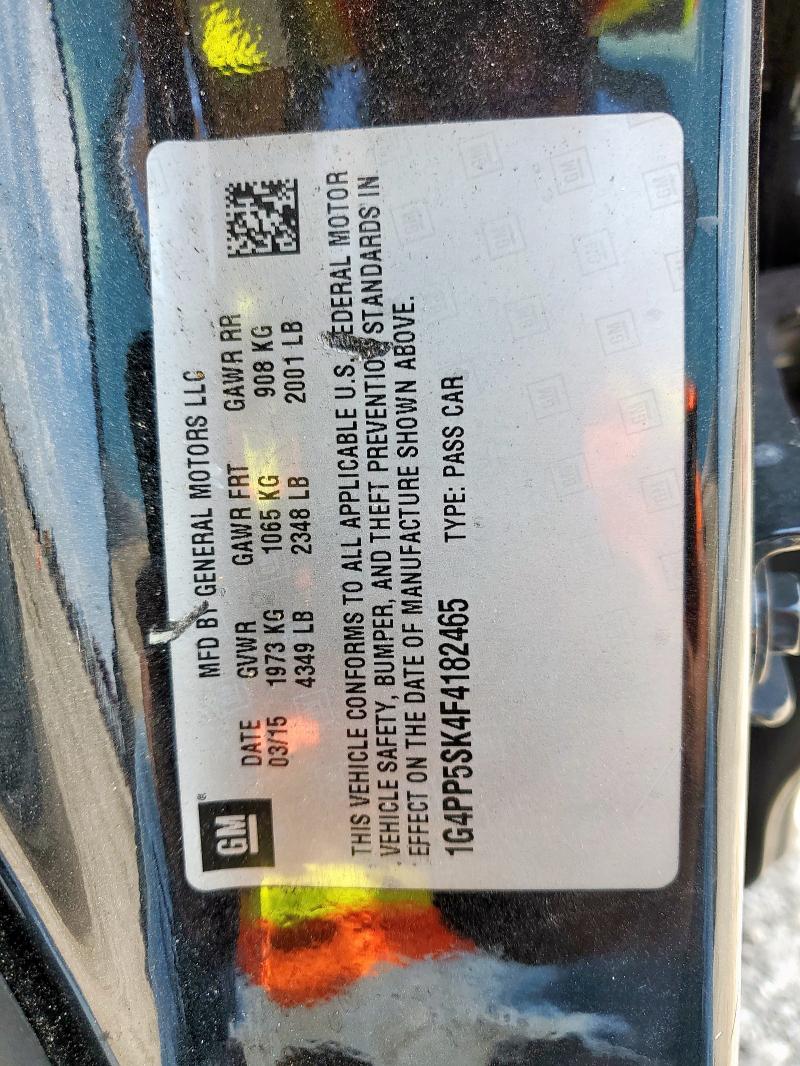 GM
MFD BY GENERAL MOTORS LLC
DATE GVWR GAWR FRT GAWR RR
03/15 1973 KG 1065 KG 908 KG
4349 LB 2348 LB 2001 LB
THIS VEHICLE CONFORMS TO ALL APPLICABLE U.S. FEDERAL MOTOR
VEHICLE SAFETY, BUMPER, AND THEFT PREVENTION STANDARDS IN
EFFECT ON THE DATE OF MANUFACTURE SHOWN ABOVE.
1G4PP5SK4F4182465 TYPE: PASS CAR